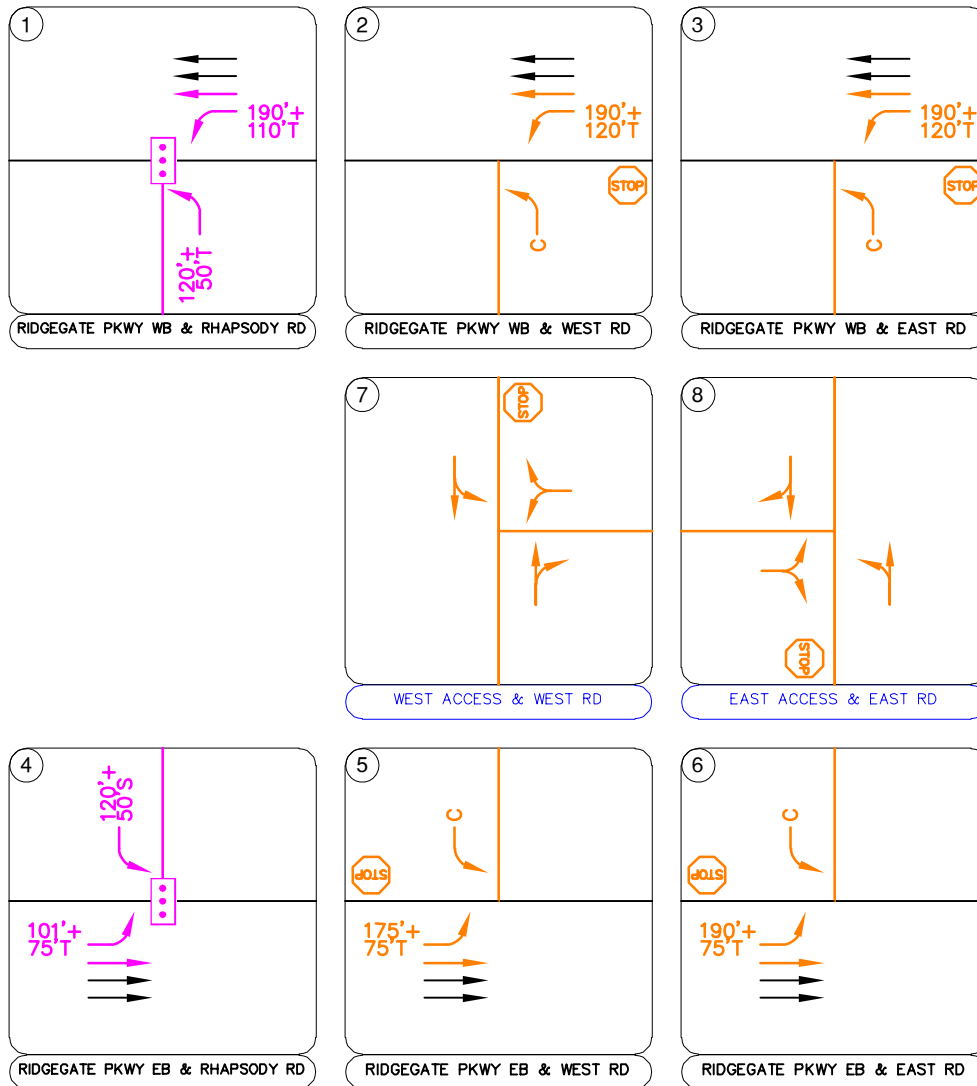 1
190'+
110'T
120'+
50'T
RIDGEGATE PKWY WB & RHAPSODY RD
2
190'+
120'T
STOP
C
RIDGEGATE PKWY WB & WEST RD
3
190'+
120'T
STOP
C
RIDGEGATE PKWY WB & EAST RD
7
STOP
WEST ACCESS & WEST RD
8
STOP
EAST ACCESS & EAST RD
4
120'+
50'S
101'+
75'T
RIDGEGATE PKWY EB & RHAPSODY RD
5
C
STOP
175'+
75'T
RIDGEGATE PKWY EB & WEST RD
6
C
STOP
190'+
75'T
RIDGEGATE PKWY EB & EAST RD